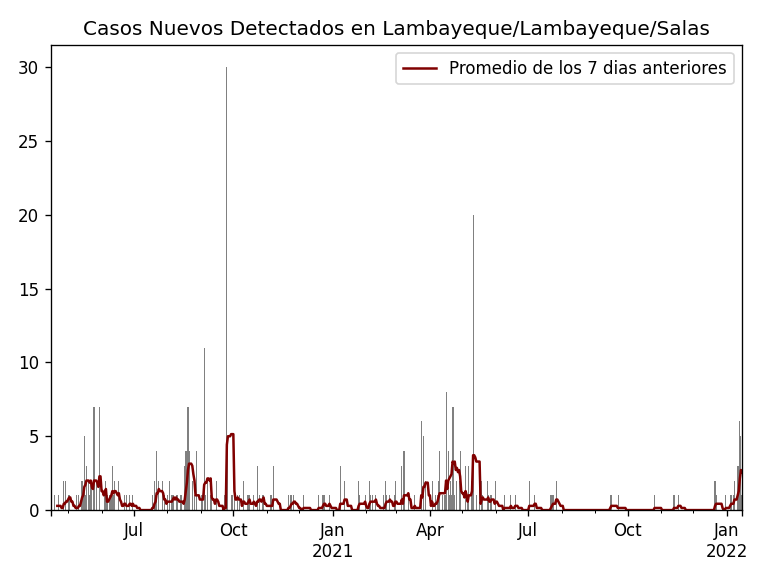 Casos Nuevos Detectados en Lambayeque/Lambayeque/Salas
Promedio de los 7 dias anteriores
30
25
20
15
10
5
0
Jul
Oct
Jan
2021
Apr
Jul
Oct
Jan
2022